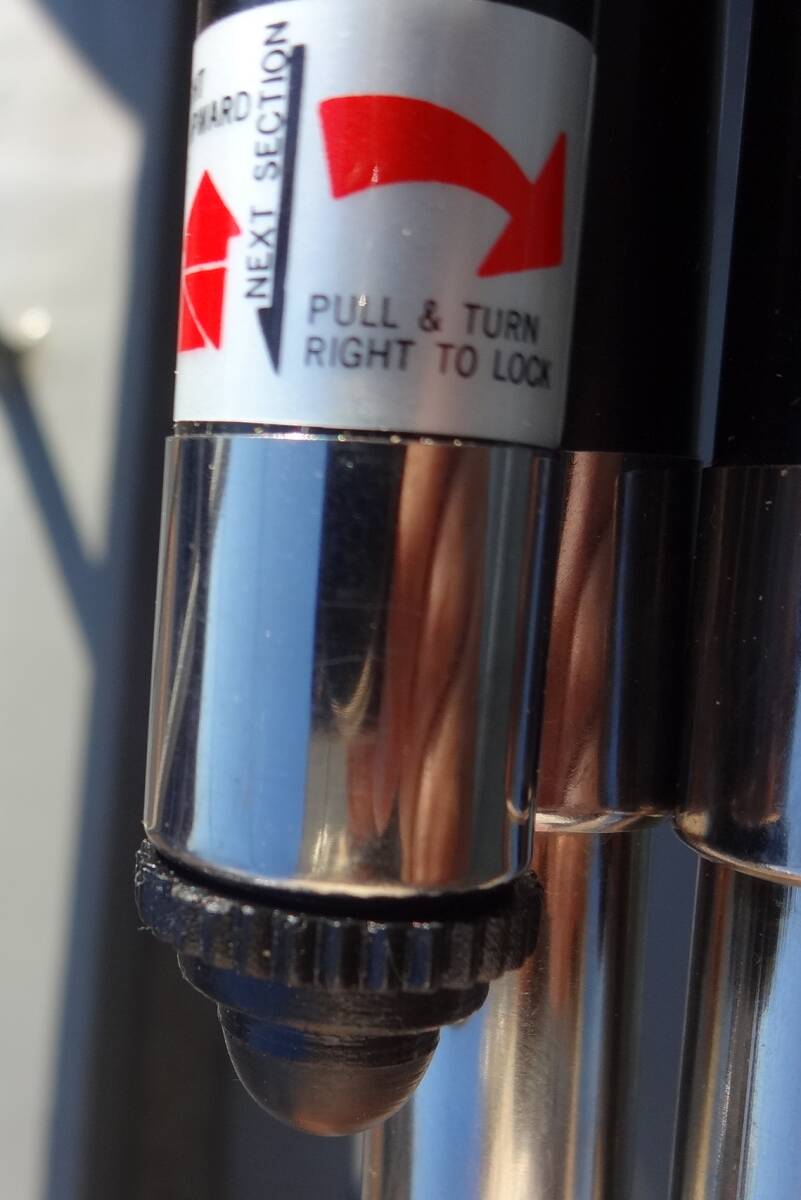 NEXT SECTION
PULL & TURN
RIGHT TO LOCK